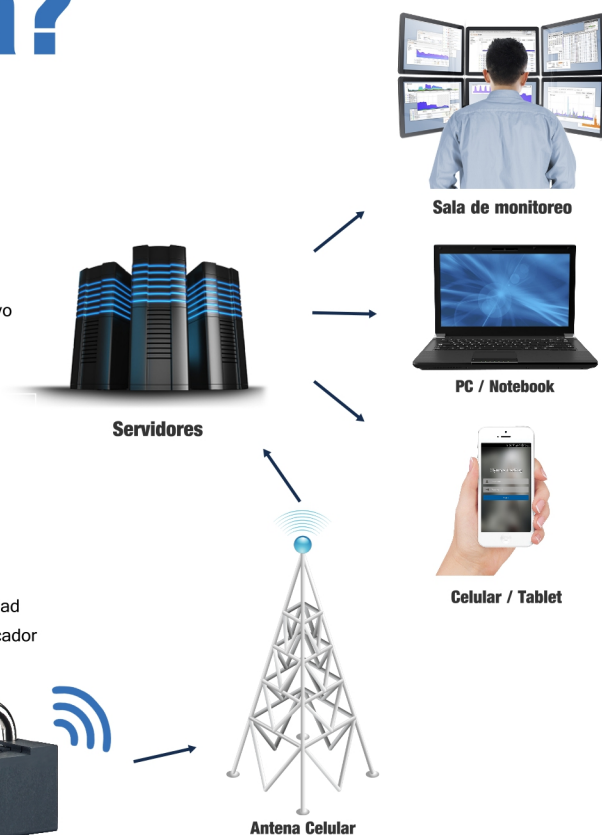 a?
Sala de monitoreo
vo
PC / Notebook
Servidores
Celular / Tablet
ad
cador
Antena Celular